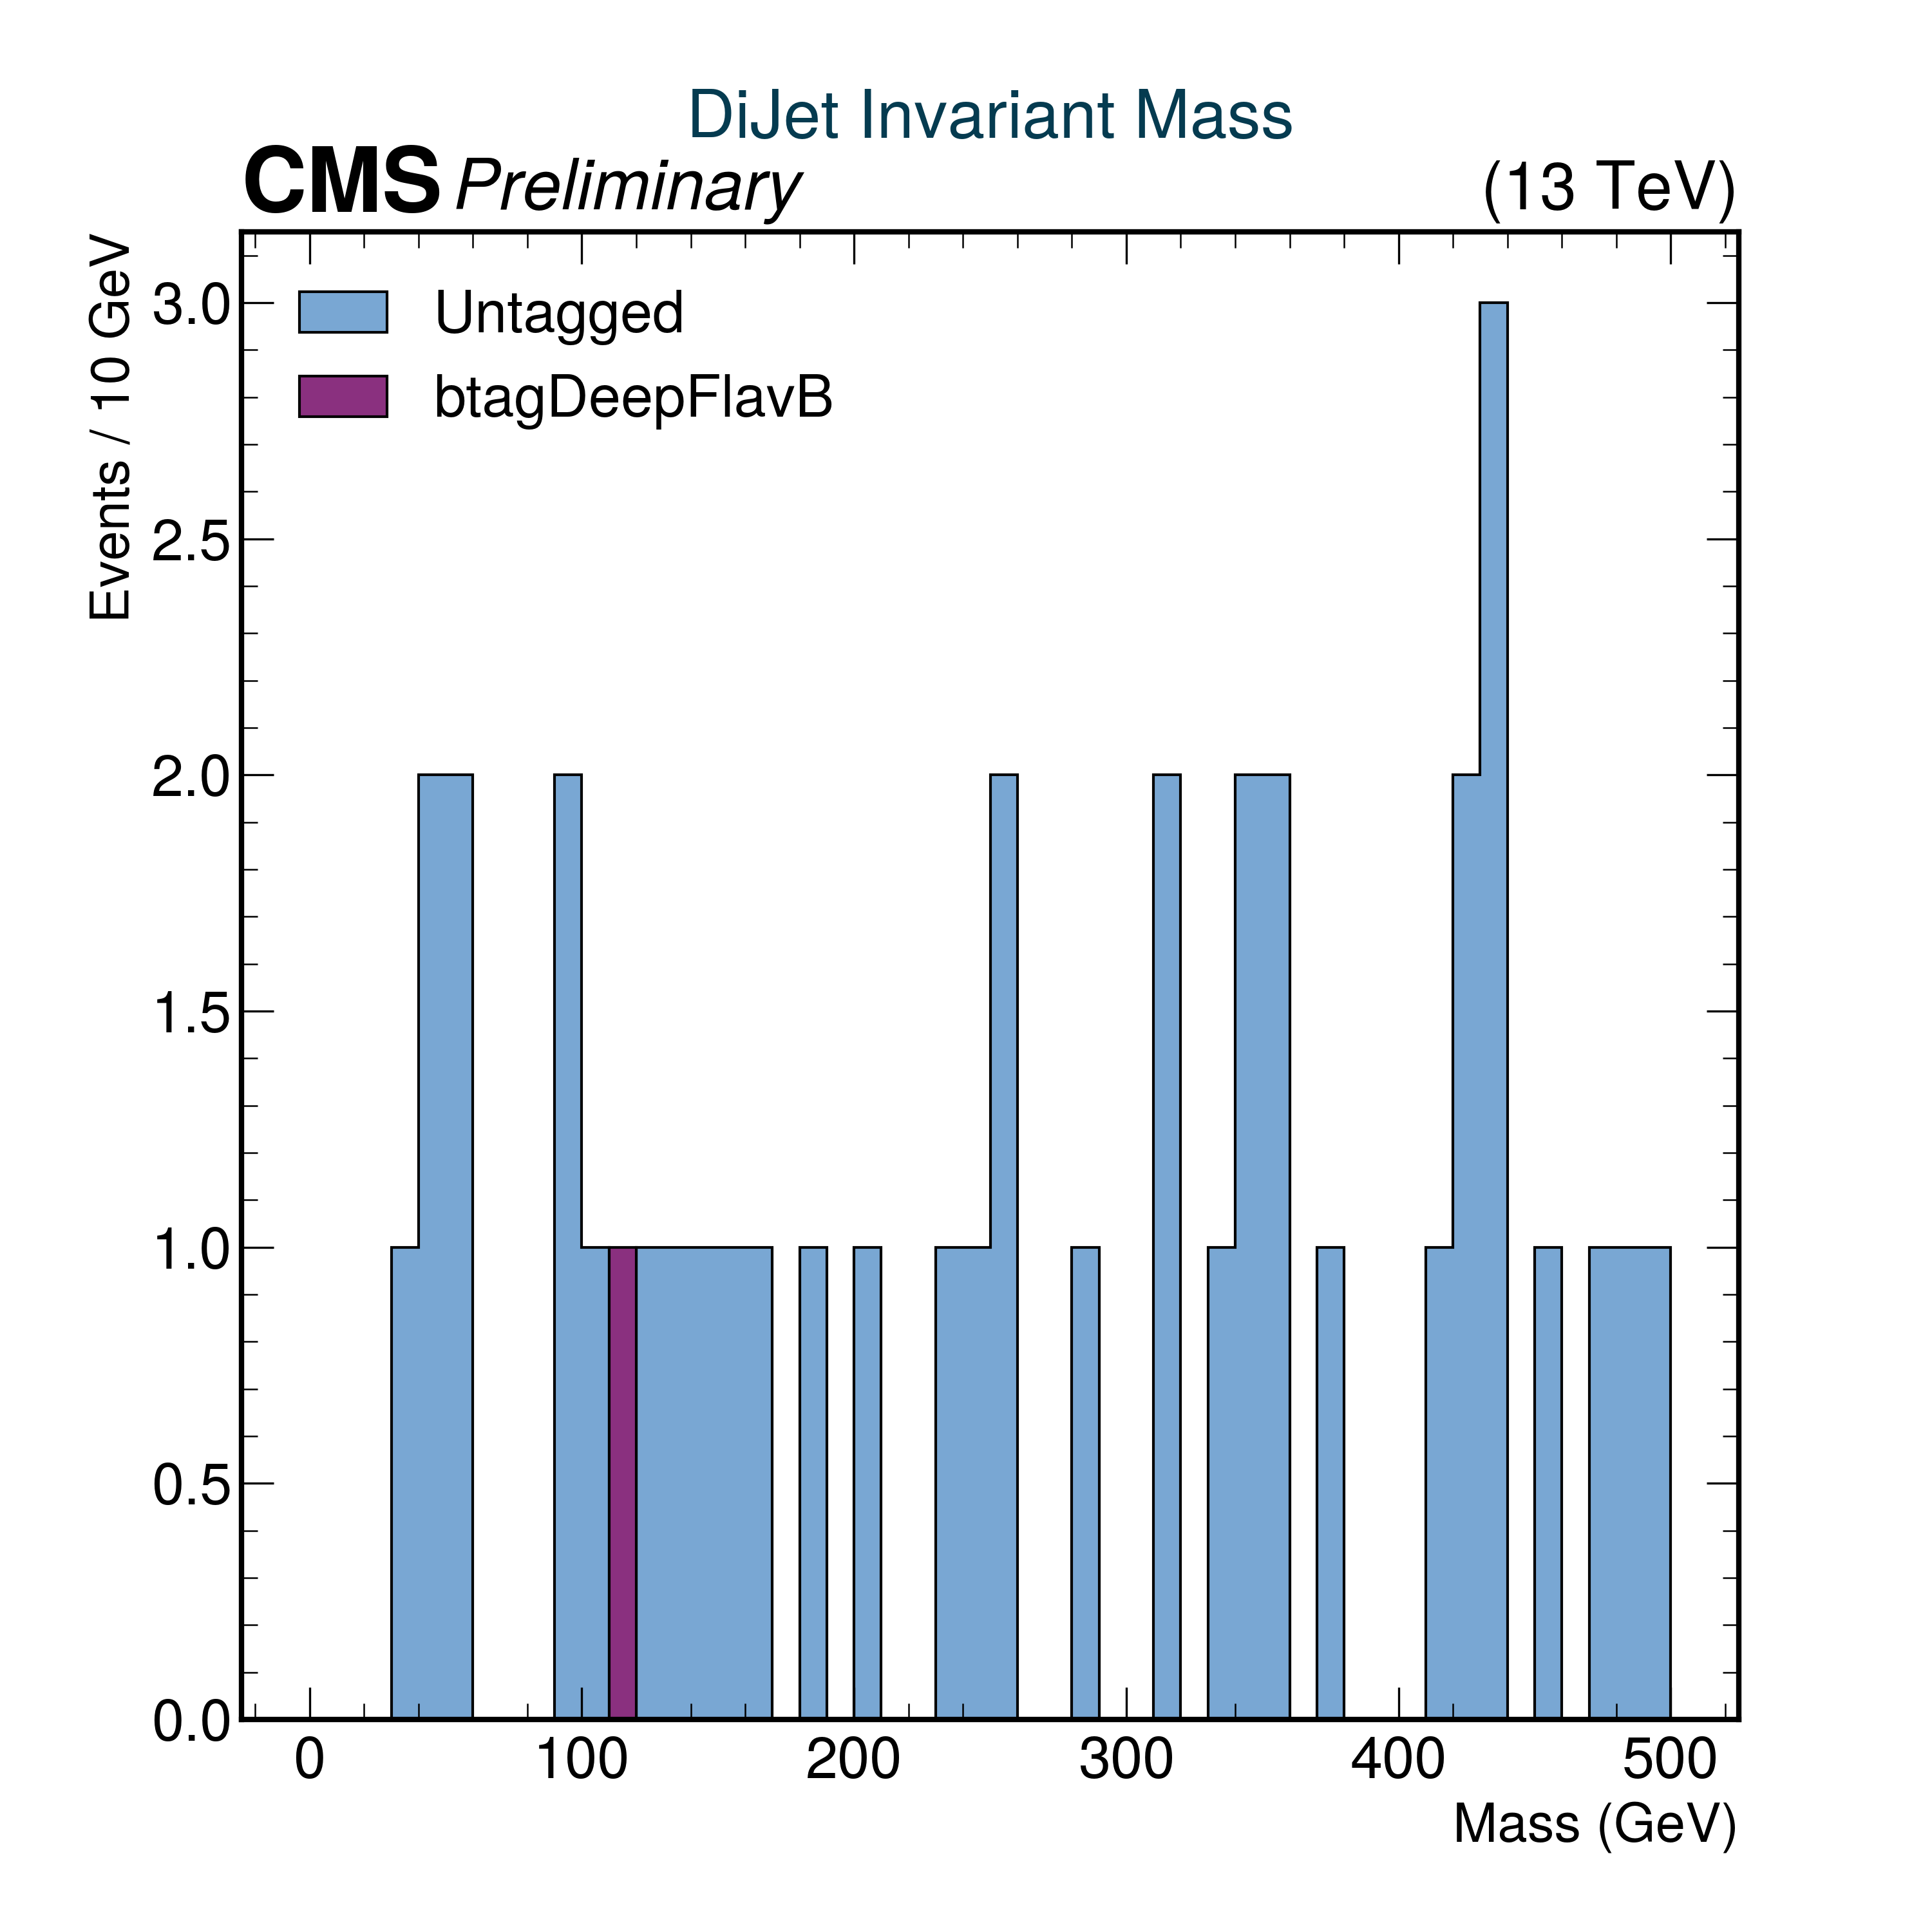 DiJet Invariant Mass
CMS Preliminary (13 TeV)
Events / 10 GeV
Untagged
btagDeepFlavB
3.0
2.5
2.0
1.5
1.0
0.5
0.0
0 100 200 300 400 500
Mass (GeV)